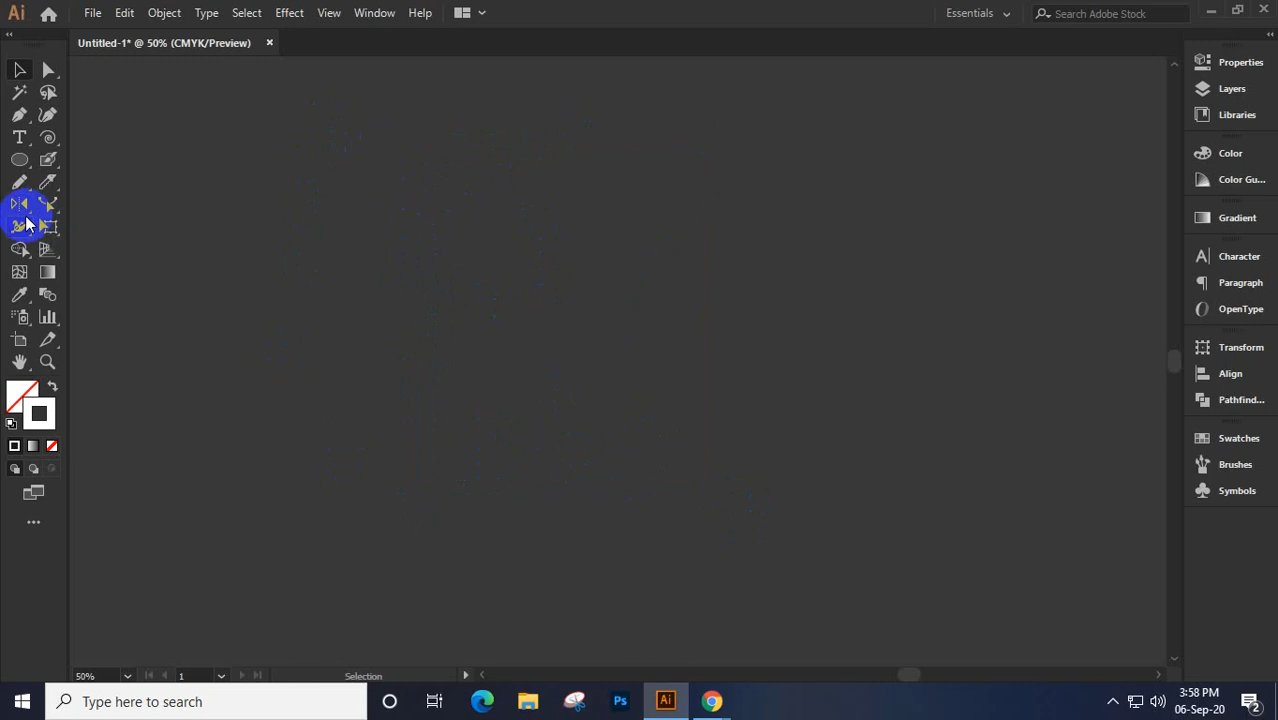 Ai File Edit Object Type Select Effect View Window Help Essentials Search Adobe Stock
Untitled-1* @ 50% (CMYK/Preview)
Properties
Layers
Libraries
Color
Color Gu...
Gradient
Character
Paragraph
OpenType
Transform
Align
Pathfind...
Swatches
Brushes
Symbols
50% 1 Selection
Type here to search
Ps
Ai
3:58 PM
06-Sep-20
2